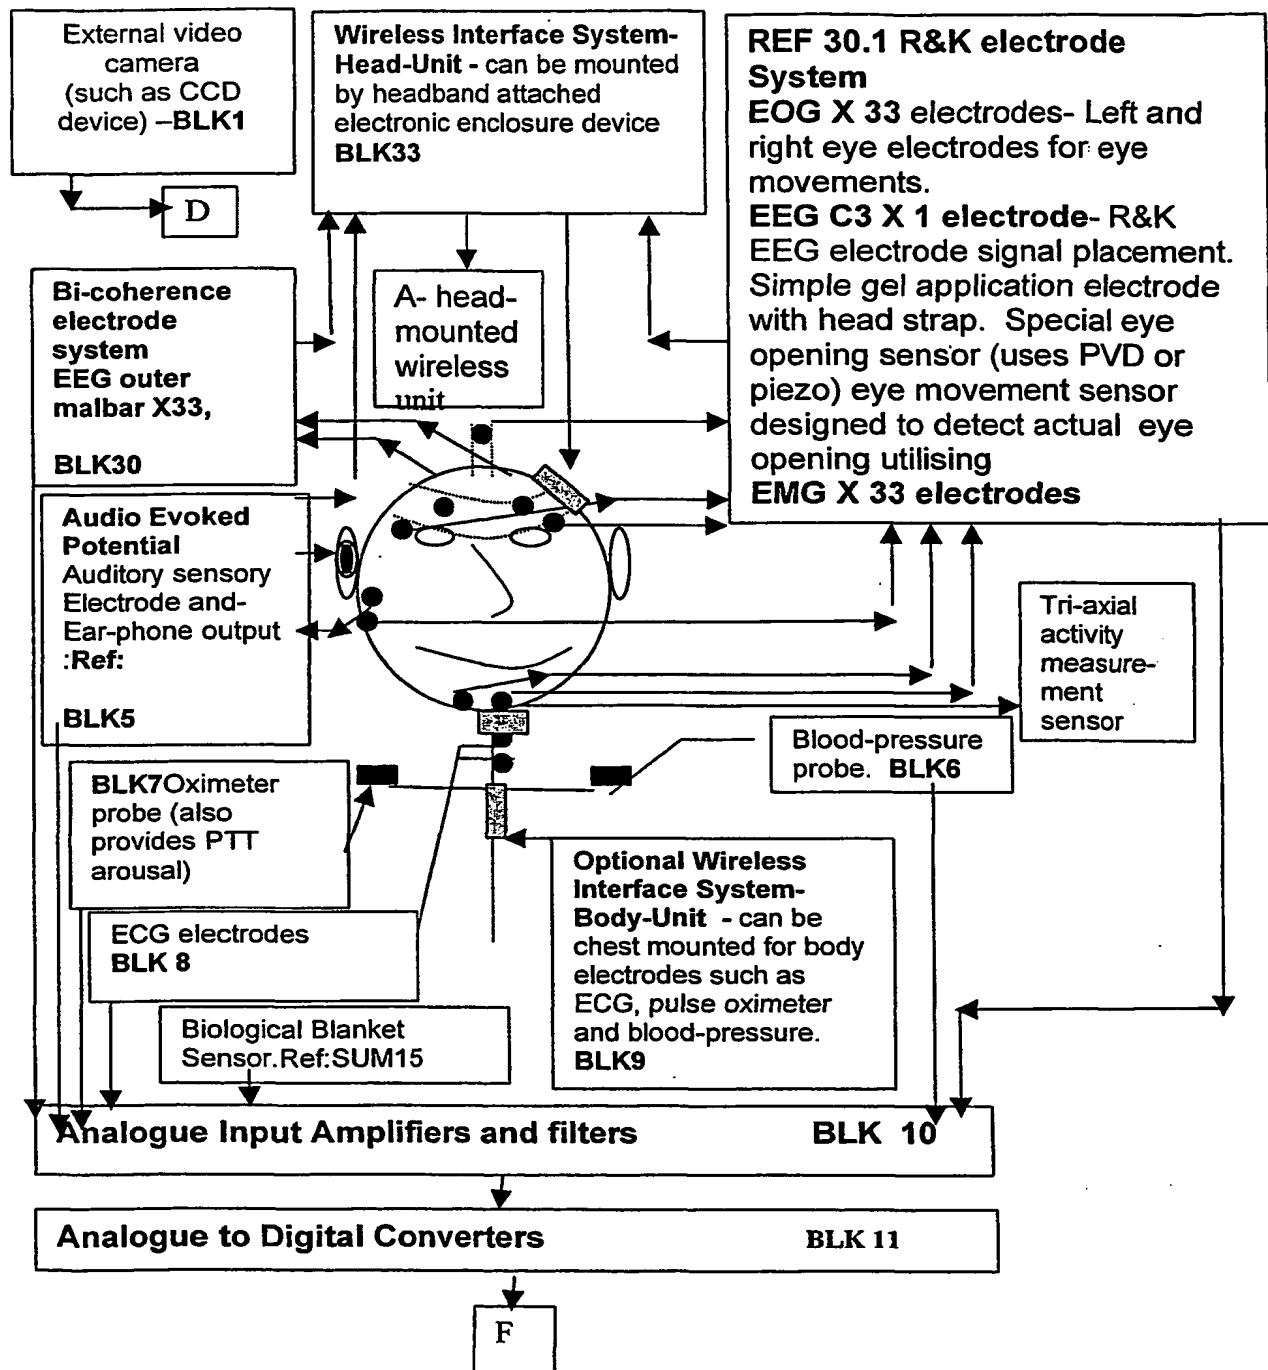 External video
camera
(such as CCD
device) –BLK1
D
Wireless Interface System-
Head-Unit - can be mounted
by headband attached
electronic enclosure device
BLK33
REF 30.1 R&K electrode
System
EOG X 33 electrodes- Left and
right eye electrodes for eye
movements.
EEG C3 X 1 electrode- R&K
EEG electrode signal placement.
Simple gel application electrode
with head strap. Special eye
opening sensor (uses PVD or
piezo) eye movement sensor
designed to detect actual eye
opening utilising
EMG X 33 electrodes
Bi-coherence
electrode
system
EEG outer
malbar X33,
BLK30
A- head-
mounted
wireless
unit
Audio Evoked
Potential
Auditory sensory
Electrode and-
Ear-phone output
:Ref:
BLK5
Tri-axial
activity
measure-
ment
sensor
Blood-pressure
probe. BLK6
BLK7Oximeter
probe (also
provides PTT
arousal)
Optional Wireless
Interface System-
Body-Unit - can be
chest mounted for body
electrodes such as
ECG, pulse oximeter
and blood-pressure.
BLK9
ECG electrodes
BLK 8
Biological Blanket
Sensor.Ref:SUM15
Analogue Input Amplifiers and filters BLK 10
Analogue to Digital Converters BLK 11
F